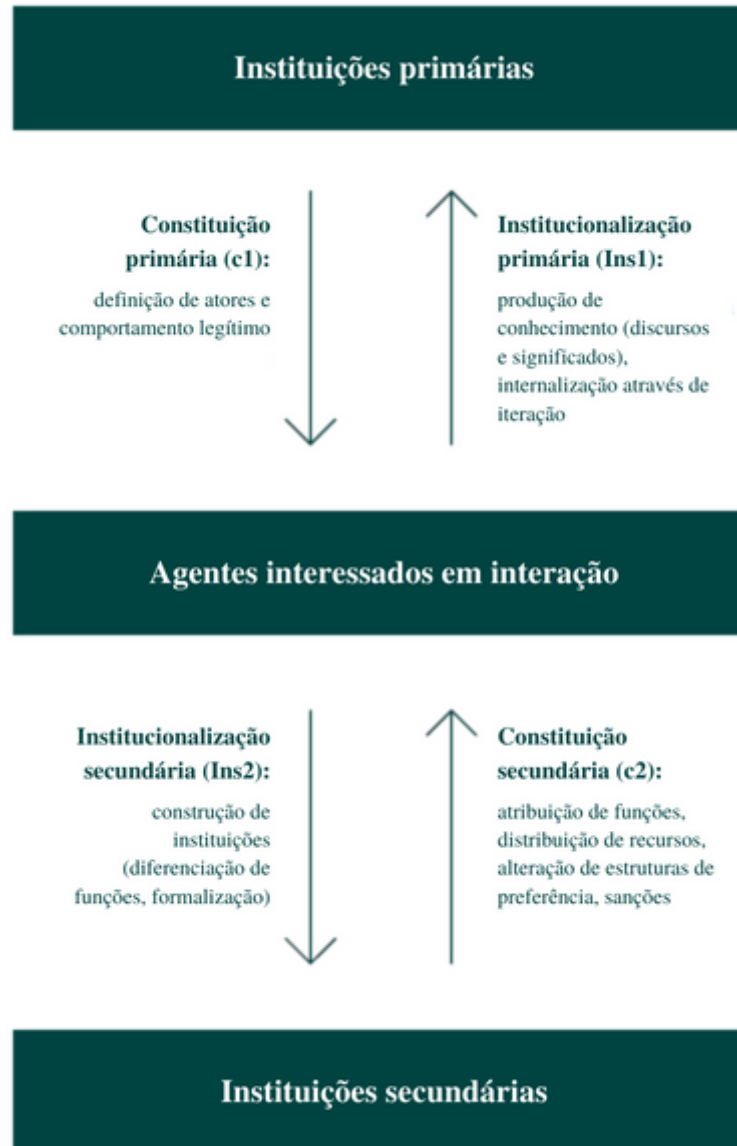 Instituições primárias
Constituição
primária (c1):
definição de atores e
comportamento legítimo
Institucionalização
primária (Ins1):
produção de
conhecimento (discursos
e significados),
internalização através de
iteração
Agentes interessados em interação
Institucionalização
secundária (Ins2):
construção de
instituições
(diferenciação de
funções, formalização)
Constituição
secundária (c2):
atribuição de funções,
distribuição de recursos,
alteração de estruturas de
preferência, sanções
Instituições secundárias